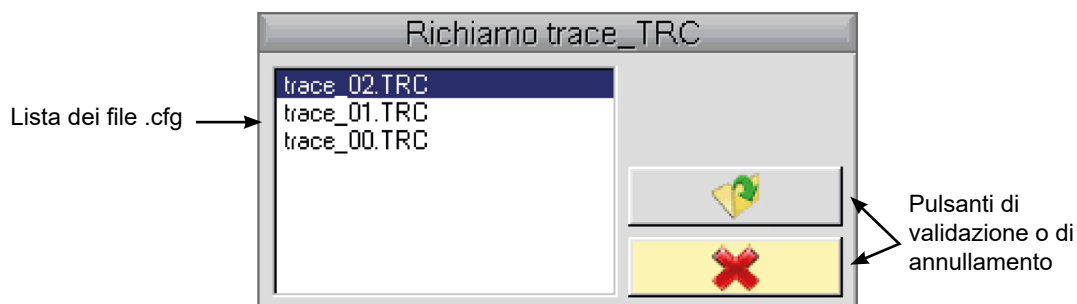 Richiamo trace_TRC
trace_02.TRC
trace_01.TRC
trace_00.TRC
Lista dei file .cfg
Pulsanti di
validazione o di
annullamento